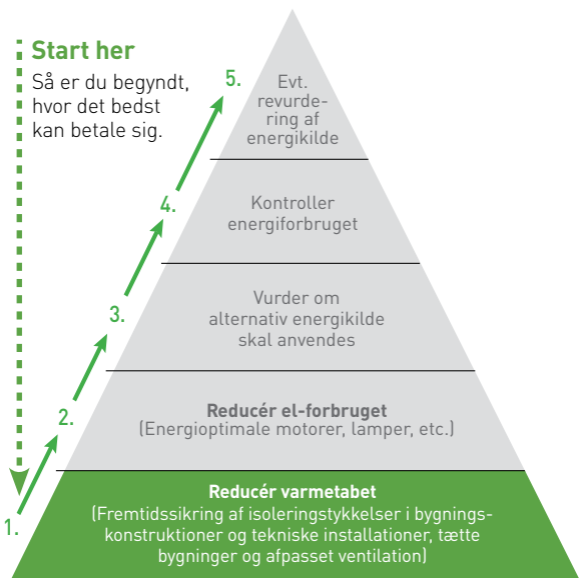 Start her
Så er du begyndt,
hvor det bedst
kan betale sig.
5.
Evt.
revurde-
ring af
energikilde
4.
Kontroller
energiforbruget
3.
Vurder om
alternativ energikilde
skal anvendes
2.
Reducér el-forbruget
(Energioptimale motorer, lamper, etc.)
1.
Reducér varmetabet
(Fremtidssikring af isoleringstykkelser i bygnings-
konstruktioner og tekniske installationer, tætte
bygninger og afpasset ventilation)